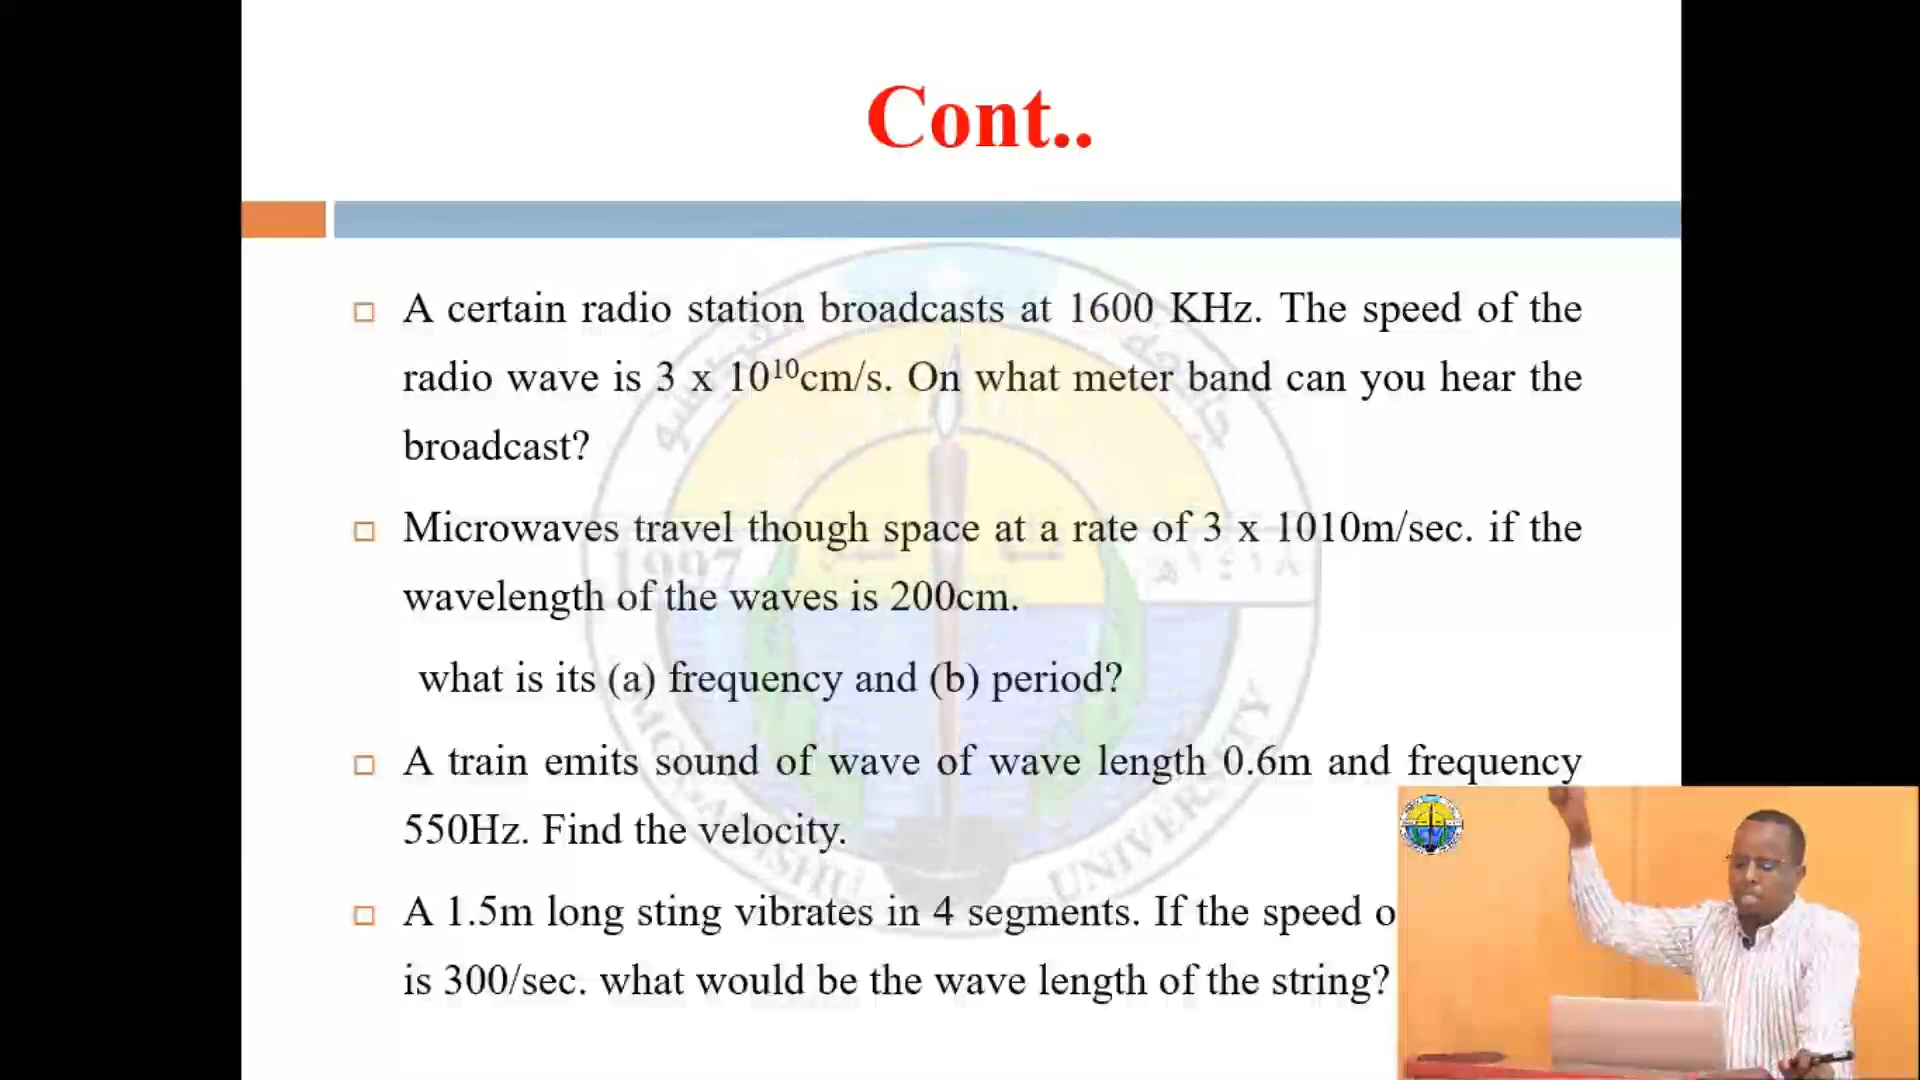 Cont..
A certain radio station broadcasts at 1600 KHz. The speed of the
radio wave is 3 x 10¹⁰cm/s. On what meter band can you hear the
broadcast?
Microwaves travel though space at a rate of 3 x 1010m/sec. if the
wavelength of the waves is 200cm.
what is its (a) frequency and (b) period?
A train emits sound of wave of wave length 0.6m and frequency
550Hz. Find the velocity.
A 1.5m long sting vibrates in 4 segments. If the speed o
is 300/sec. what would be the wave length of the string?
1997
MOGADISHU UNIVERSITY